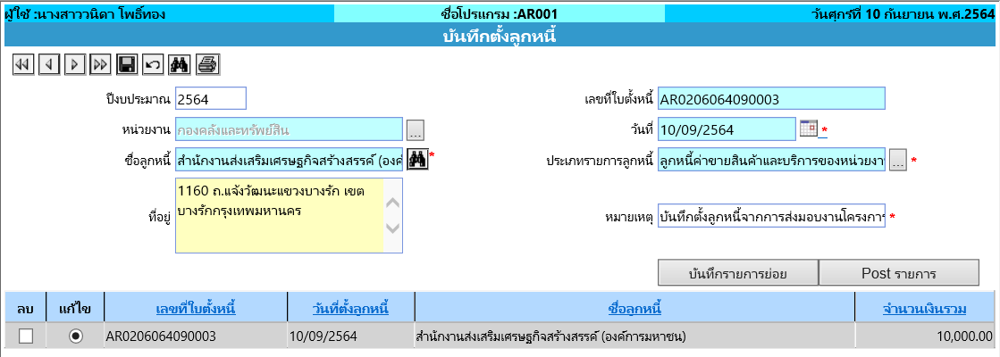 ผู้ใช้ :นางสาววนิดา โพธิ์ทอง ชื่อโปรแกรม :AR001 วันศุกร์ที่ 10 กันยายน พ.ศ.2564
บันทึกตั้งลูกหนี้
ปีงบประมาณ 2564 เลขที่ใบตั้งหนี้ AR0206064090003
หน่วยงาน กองคลังและทรัพย์สิน ... วันที่ 10/09/2564 *
ชื่อลูกหนี้ สำนักงานส่งเสริมเศรษฐกิจสร้างสรรค์ (องค์ * ประเภทรายการลูกหนี้ ลูกหนี้ค่าขายสินค้าและบริการของหน่วยงา ... *
1160 ถ.แจ้งวัฒนะแขวงบางรัก เขต
บางรักกรุงเทพมหานคร
ที่อยู่ หมายเหตุ บันทึกตั้งลูกหนี้จากการส่งมอบงานโครงกา *
บันทึกรายการย่อย Post รายการ
ลบ แก้ไข เลขที่ใบตั้งหนี้ วันที่ตั้งลูกหนี้ ชื่อลูกหนี้ จำนวนเงินรวม
AR0206064090003 10/09/2564 สำนักงานส่งเสริมเศรษฐกิจสร้างสรรค์ (องค์การมหาชน) 10,000.00